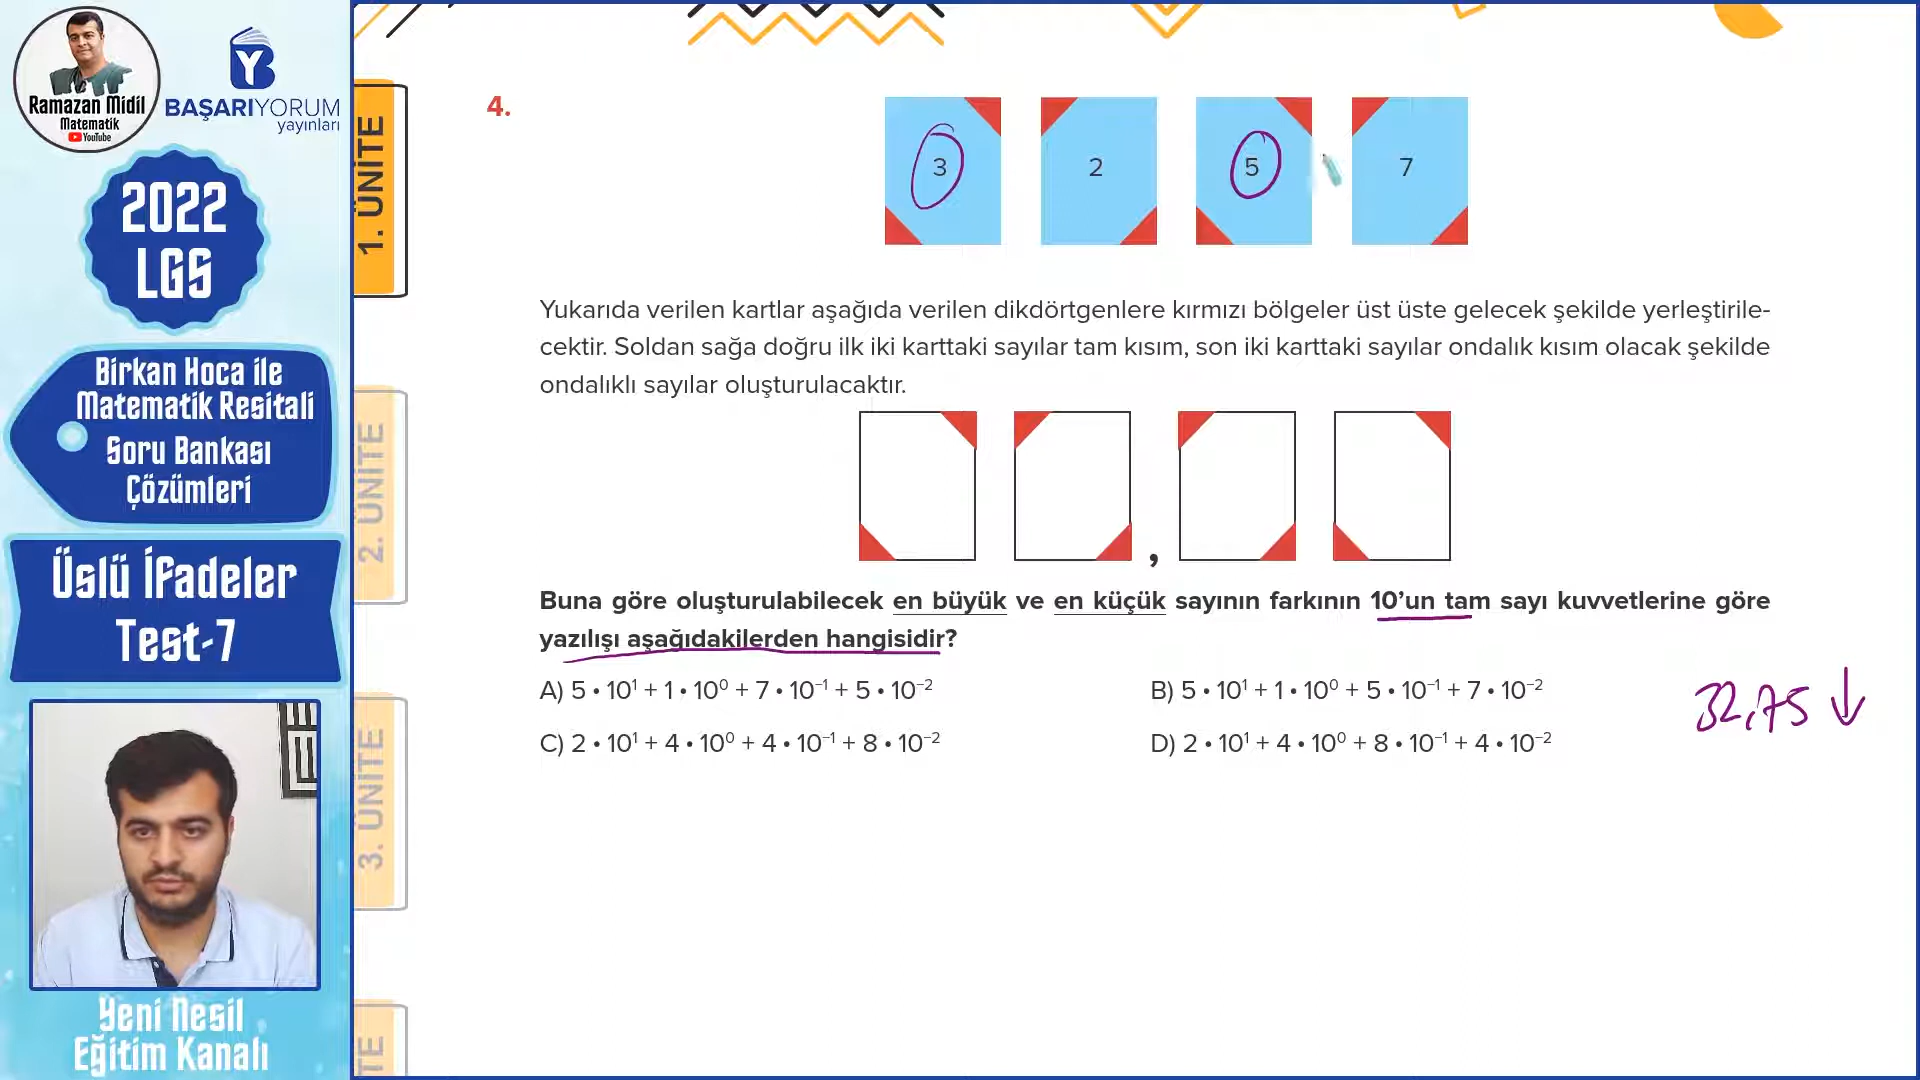 Ramazan Midil
Matematik
YouTube
BAŞARIYORUM
yayınları
2022
LGS
Birkan Hoca ile
Matematik Resitali
Soru Bankası
Çözümleri
Üslü İfadeler
Test-7
Yeni Nesil
Eğitim Kanalı
1. ÜNİTE
2. ÜNİTE
3. ÜNİTE
TE
4.
3 2 5 7
Yukarıda verilen kartlar aşağıda verilen dikdörtgenlere kırmızı bölgeler üst üste gelecek şekilde yerleştirile-
cektir. Soldan sağa doğru ilk iki karttaki sayılar tam kısım, son iki karttaki sayılar ondalık kısım olacak şekilde
ondalıklı sayılar oluşturulacaktır.
,
Buna göre oluşturulabilecek en büyük ve en küçük sayının farkının 10’un tam sayı kuvvetlerine göre
yazılışı aşağıdakilerden hangisidir?
A) 5 • 10¹ + 1 • 10⁰ + 7 • 10⁻¹ + 5 • 10⁻² B) 5 • 10¹ + 1 • 10⁰ + 5 • 10⁻¹ + 7 • 10⁻²
C) 2 • 10¹ + 4 • 10⁰ + 4 • 10⁻¹ + 8 • 10⁻² D) 2 • 10¹ + 4 • 10⁰ + 8 • 10⁻¹ + 4 • 10⁻²
32,75 ↓